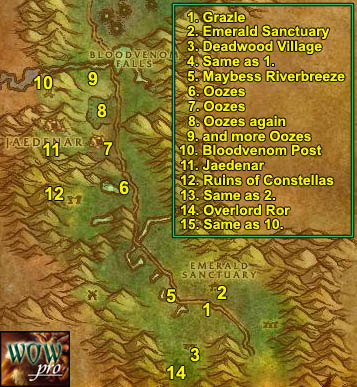 1. Grazle
2. Emerald Sanctuary
3. Deadwood Village
4. Same as 1.
5. Maybess Riverbreeze
6. Oozes
7. Oozes
8. Oozes again
9. and more Oozes
10. Bloodvenom Post
11. Jaedenar
12. Ruins of Constellas
13. Same as 2.
14. Overlord Ror
15. Same as 10.
BLOODVENOM
FALLS
9
10
8
JAEDENAR
11
7
6
12
EMERALD
SANCTUARY
5
2
1
3
14
WOW
pro